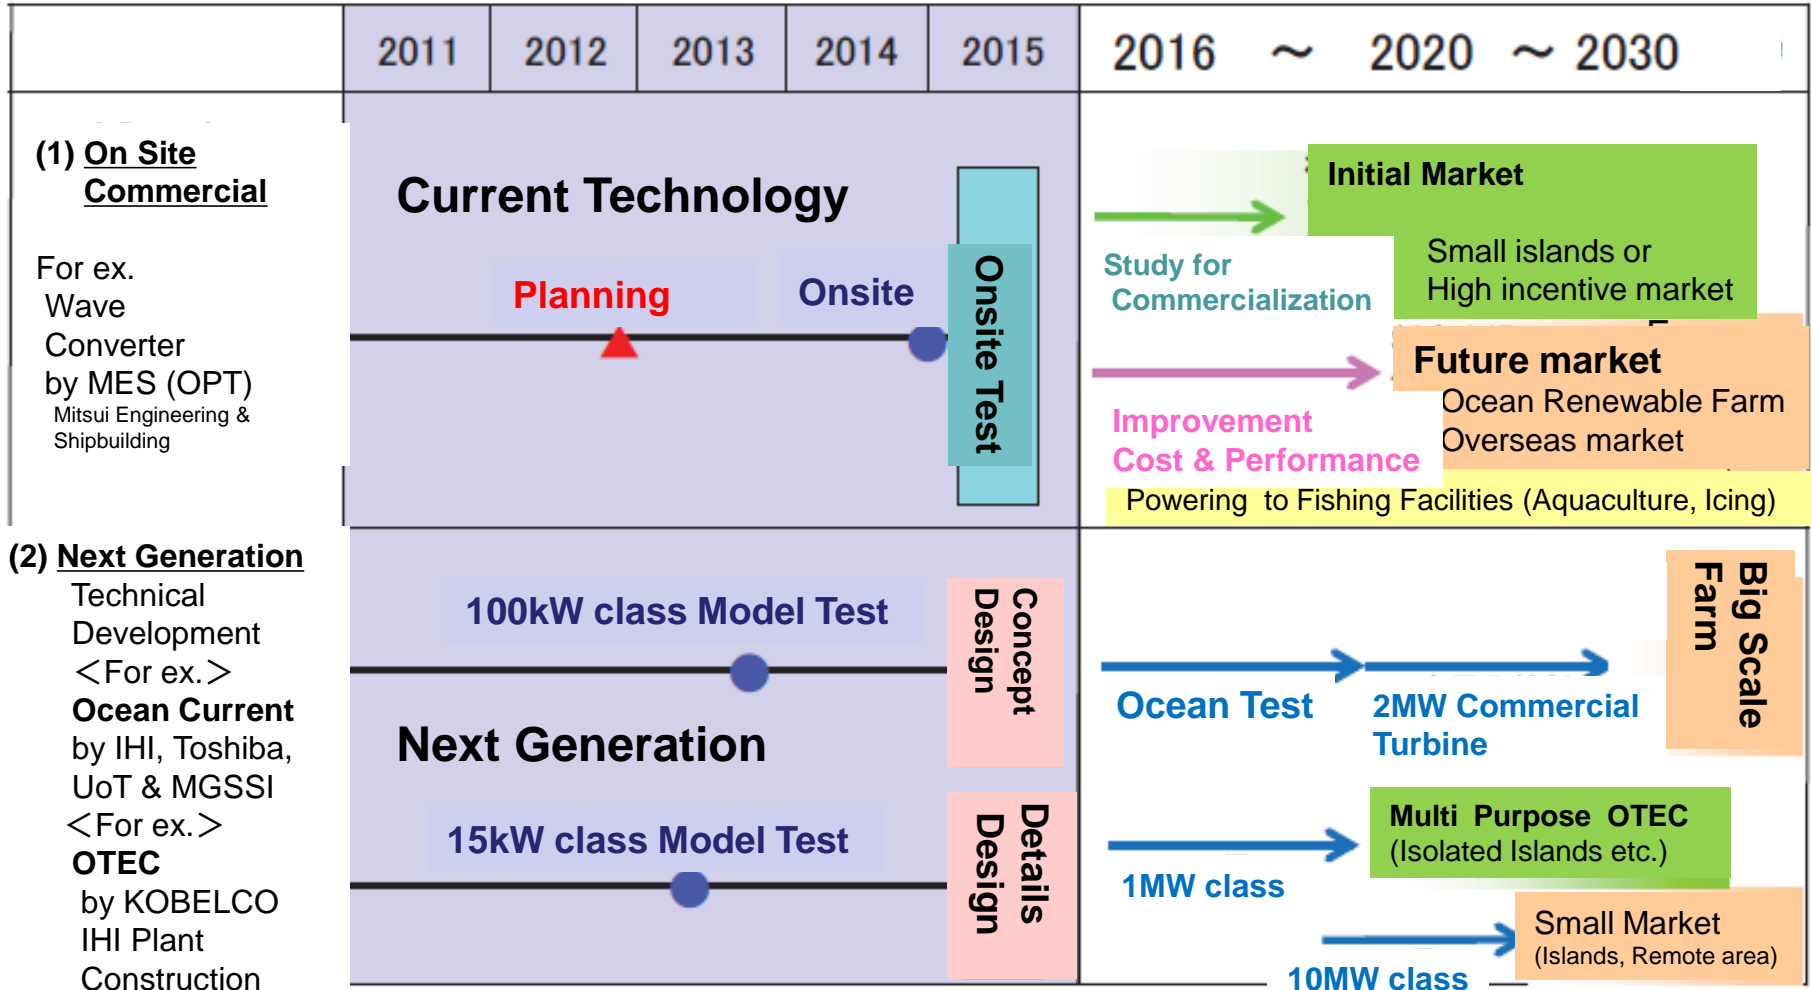 2011 2012 2013 2014 2015 2016 ～ 2020 ～ 2030
(1) On Site
Commercial
For ex.
Wave
Converter
by MES (OPT)
Mitsui Engineering &
Shipbuilding
Current Technology
Planning
Onsite
Onsite Test
Study for
Commercialization
Initial Market
Small islands or
High incentive market
Improvement
Cost & Performance
Future market
Ocean Renewable Farm
Overseas market
Powering to Fishing Facilities (Aquaculture, Icing)
(2) Next Generation
Technical
Development
＜For ex.＞
Ocean Current
by IHI, Toshiba,
UoT & MGSSI
＜For ex.＞
OTEC
by KOBELCO
IHI Plant
Construction
100kW class Model Test
Concept
Design
Next Generation
15kW class Model Test
Details
Design
Ocean Test
2MW Commercial
Turbine
Big Scale
Farm
1MW class
Multi Purpose OTEC
(Isolated Islands etc.)
10MW class
Small Market
(Islands, Remote area)